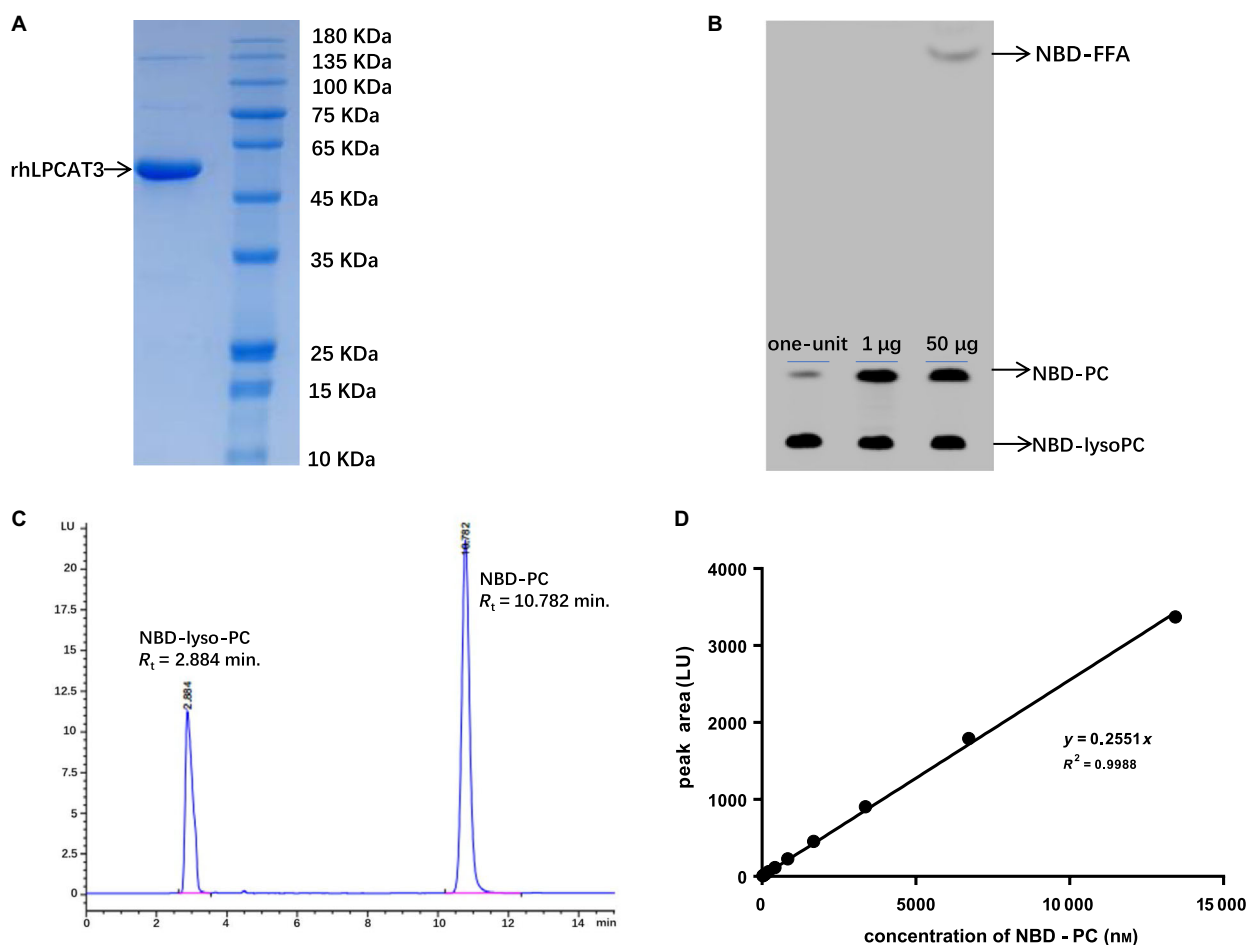 A
180 KDa
135 KDa
100 KDa
75 KDa
65 KDa
rhLPCAT3
45 KDa
35 KDa
25 KDa
15 KDa
10 KDa
B
NBD-FFA
one-unit 1 µg 50 µg
NBD-PC
NBD-lysoPC
C
LU
20
17.5
15
12.5
10
7.5
5
2.5
0
NBD-lyso-PC
Rt = 2.884 min.
2.884
10.782
NBD-PC
Rt = 10.782 min.
0 2 4 6 8 10 12 14 min
D
peak area (LU)
4000
3000
2000
1000
0
y = 0.2551x
R² = 0.9988
0 5000 10 000 15 000
concentration of NBD - PC (nM)